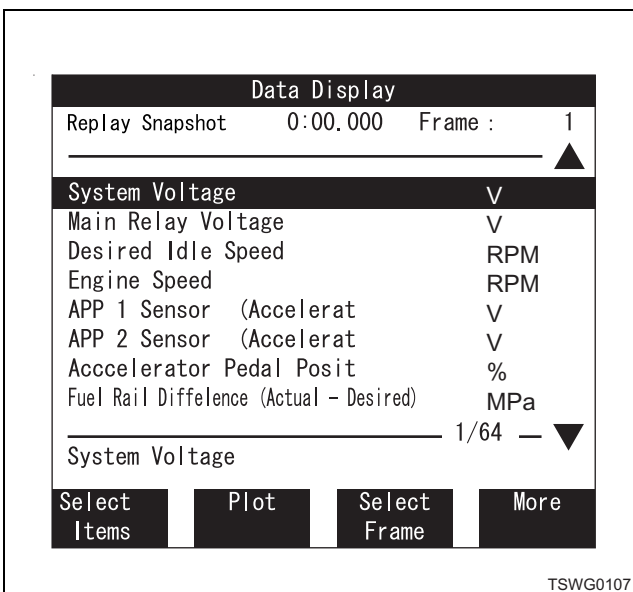 Data Display
Replay Snapshot 0:00.000 Frame : 1
System Voltage V
Main Relay Voltage V
Desired Idle Speed RPM
Engine Speed RPM
APP 1 Sensor (Accelerat V
APP 2 Sensor (Accelerat V
Acccelerator Pedal Posit %
Fuel Rail Diffelence (Actual - Desired) MPa
1/64
System Voltage
Select Items Plot Select Frame More
TSWG0107